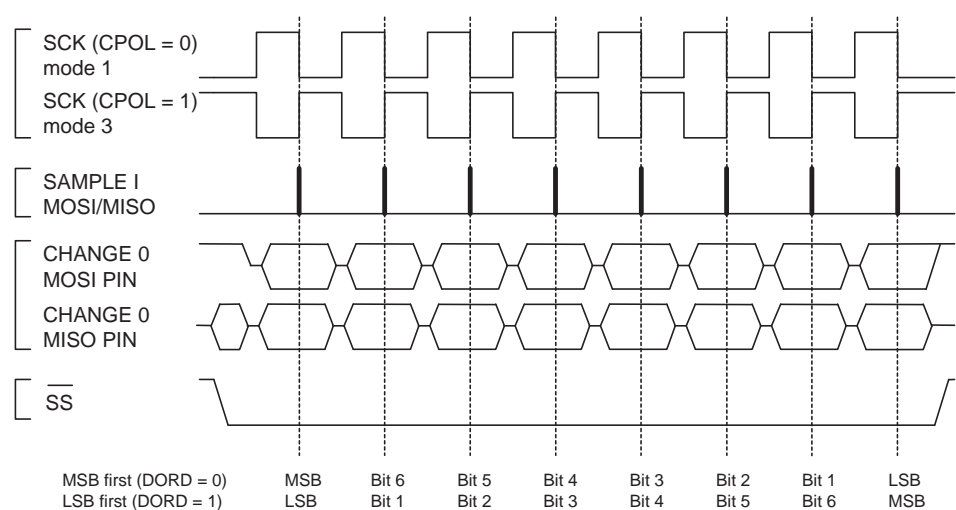 SCK (CPOL = 0)
mode 1
SCK (CPOL = 1)
mode 3
SAMPLE I
MOSI/MISO
CHANGE 0
MOSI PIN
CHANGE 0
MISO PIN
SS
MSB first (DORD = 0) MSB Bit 6 Bit 5 Bit 4 Bit 3 Bit 2 Bit 1 LSB
LSB first (DORD = 1) LSB Bit 1 Bit 2 Bit 3 Bit 4 Bit 5 Bit 6 MSB